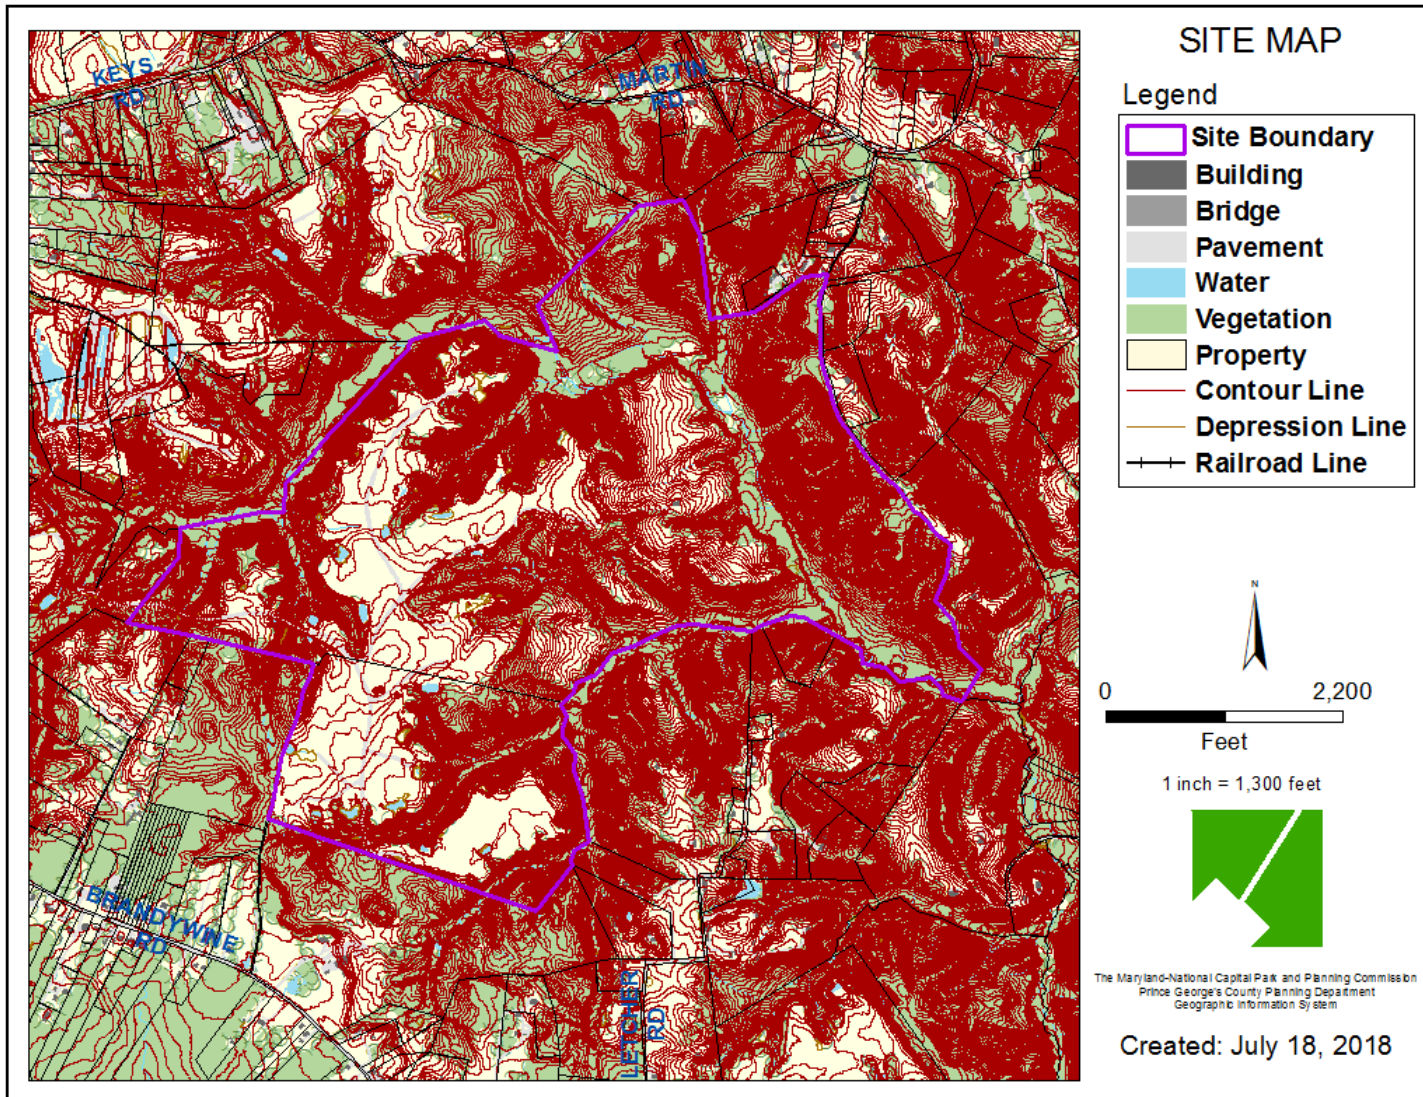 SITE MAP
Legend
Site Boundary
Building
Bridge
Pavement
Water
Vegetation
Property
Contour Line
Depression Line
Railroad Line
KEYS
RD
MARTIN
RD
BRANDYWINE
RD
LETCHER
RD
N
0 2,200
Feet
1 inch = 1,300 feet
The Maryland-National Capital Park and Planning Commission
Prince George's County Planning Department
Geographic Information System
Created: July 18, 2018